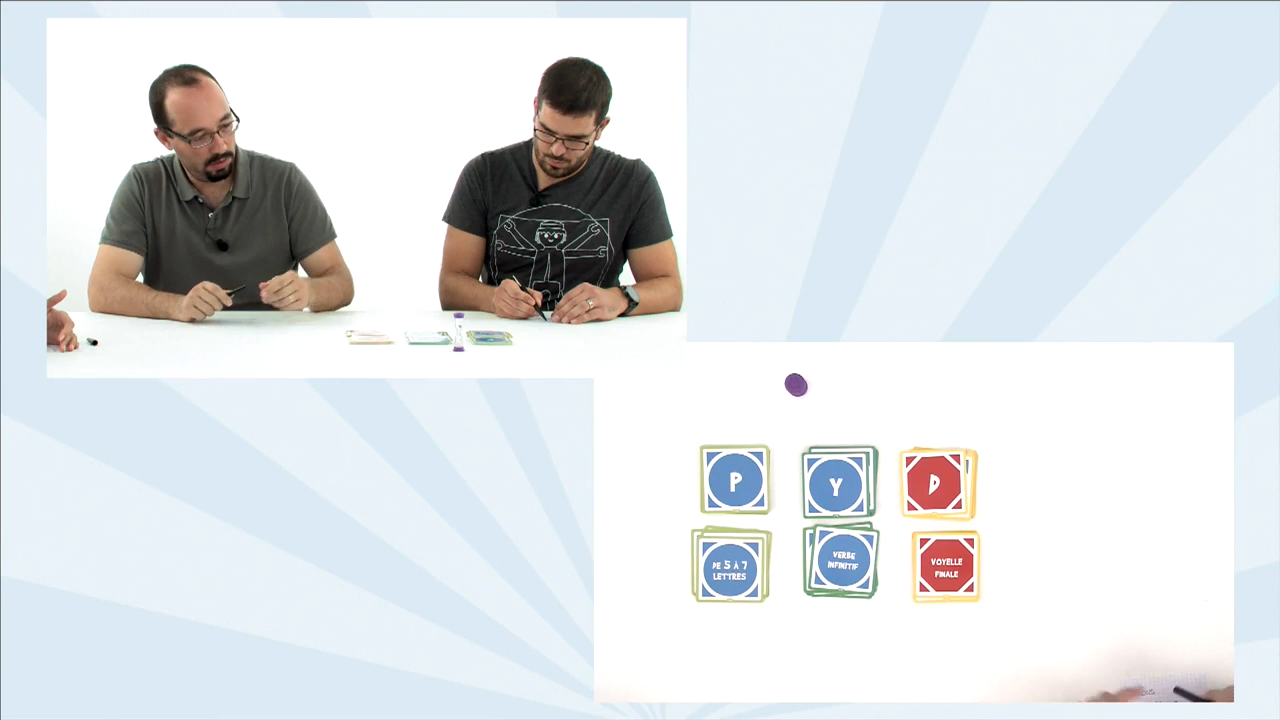 P
Y
D
DE 5 À 7
LETTRES
VERBE
INFINITIF
VOYELLE
FINALE